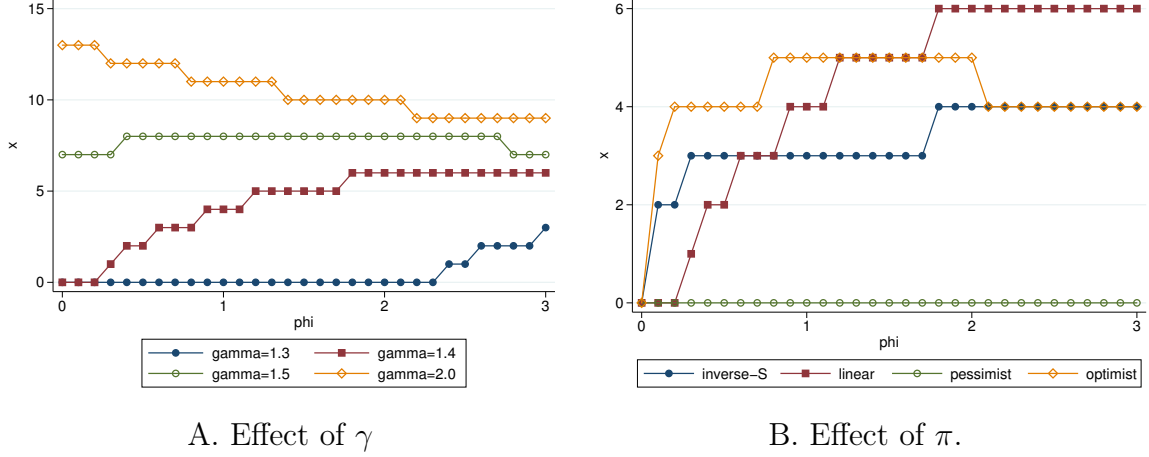 15
10
5
0
x
0 1 2 3
phi
gamma=1.3 gamma=1.4
gamma=1.5 gamma=2.0
A. Effect of γ
6
4
2
0
x
0 1 2 3
phi
inverse−S linear pessimist optimist
B. Effect of π.